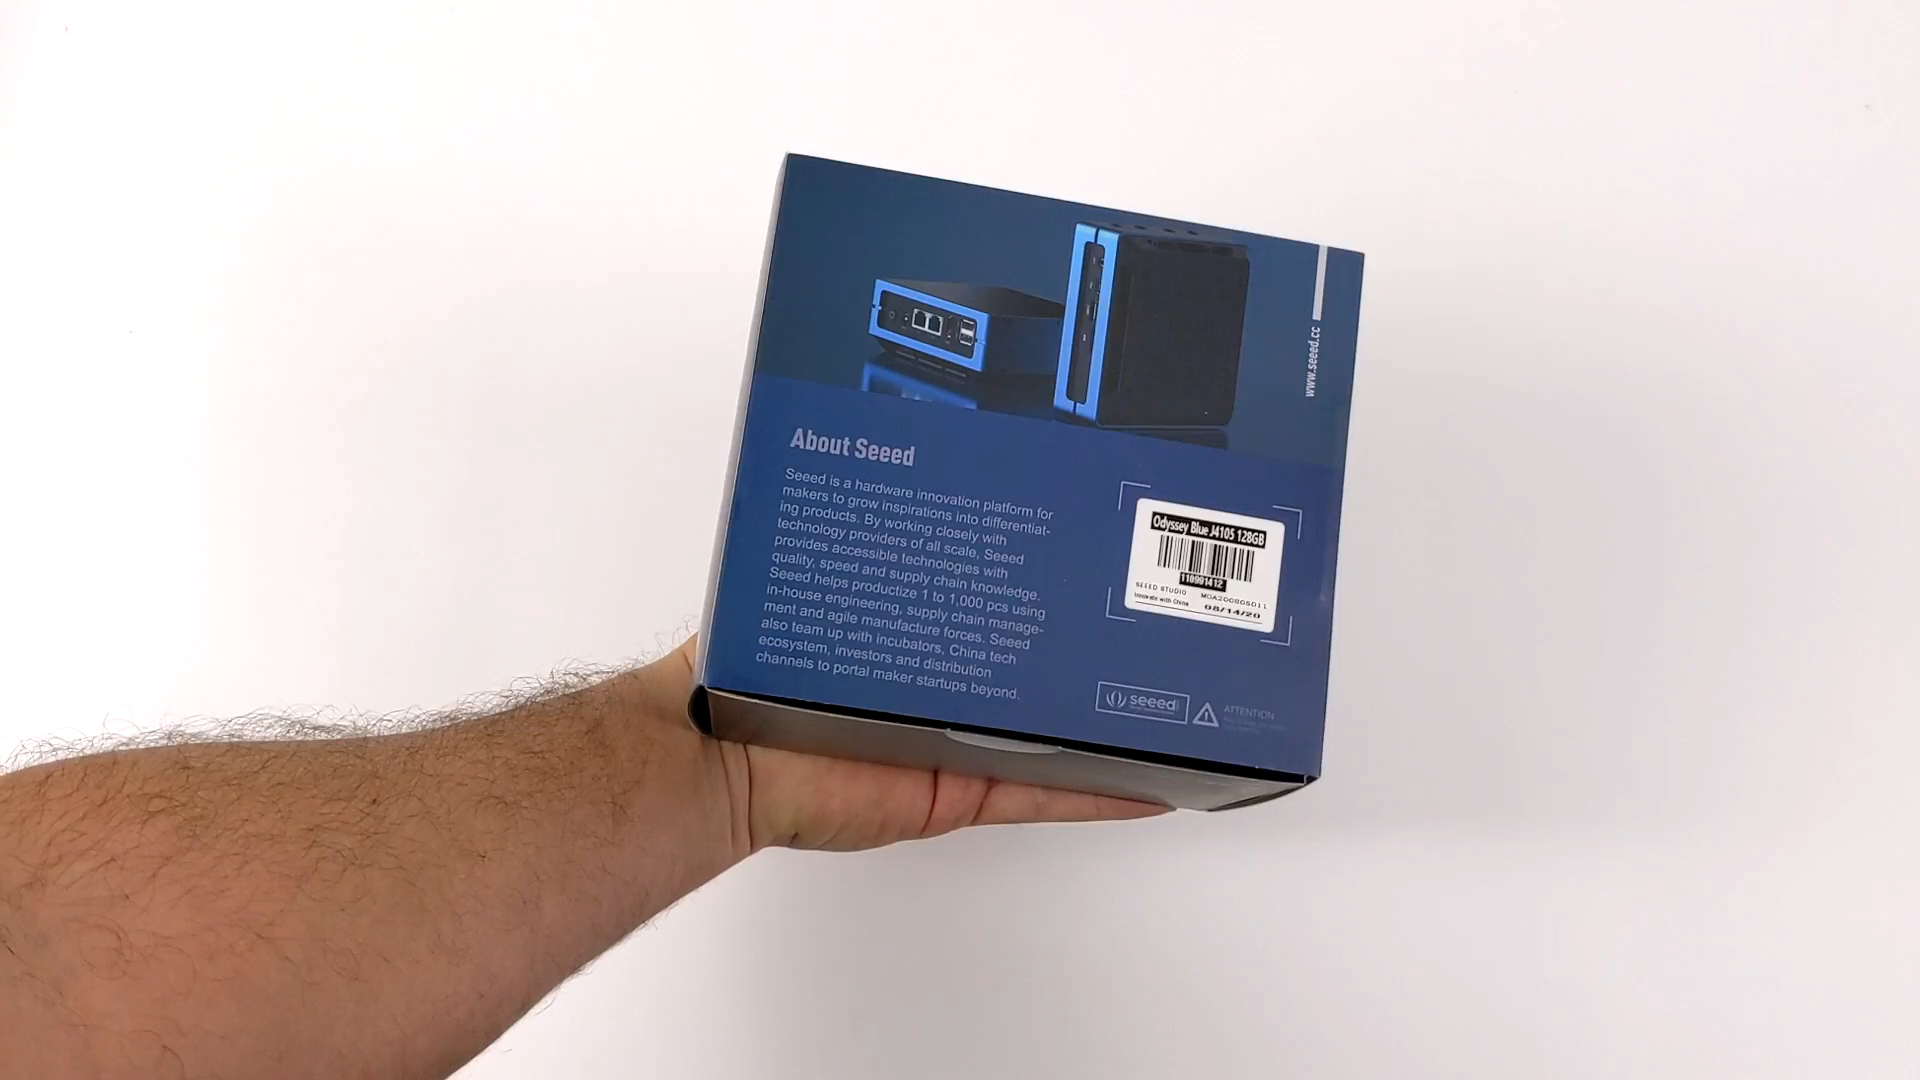 www.seeed.cc
About Seeed
Seeed is a hardware innovation platform for
makers to grow inspirations into differentiat-
ing products. By working closely with
technology providers of all scale, Seeed
provides accessible technologies with
quality, speed and supply chain knowledge.
Seeed helps productize 1 to 1,000 pcs using
in-house engineering, supply chain manage-
ment and agile manufacture forces. Seeed
also team up with incubators, China tech
ecosystem, investors and distribution
channels to portal maker startups beyond.
Odyssey Blue J4105 128GB
110991412
SEEED STUDIO MOA200805011
Innovate with China 08/14/20
seeed
ATTENTION